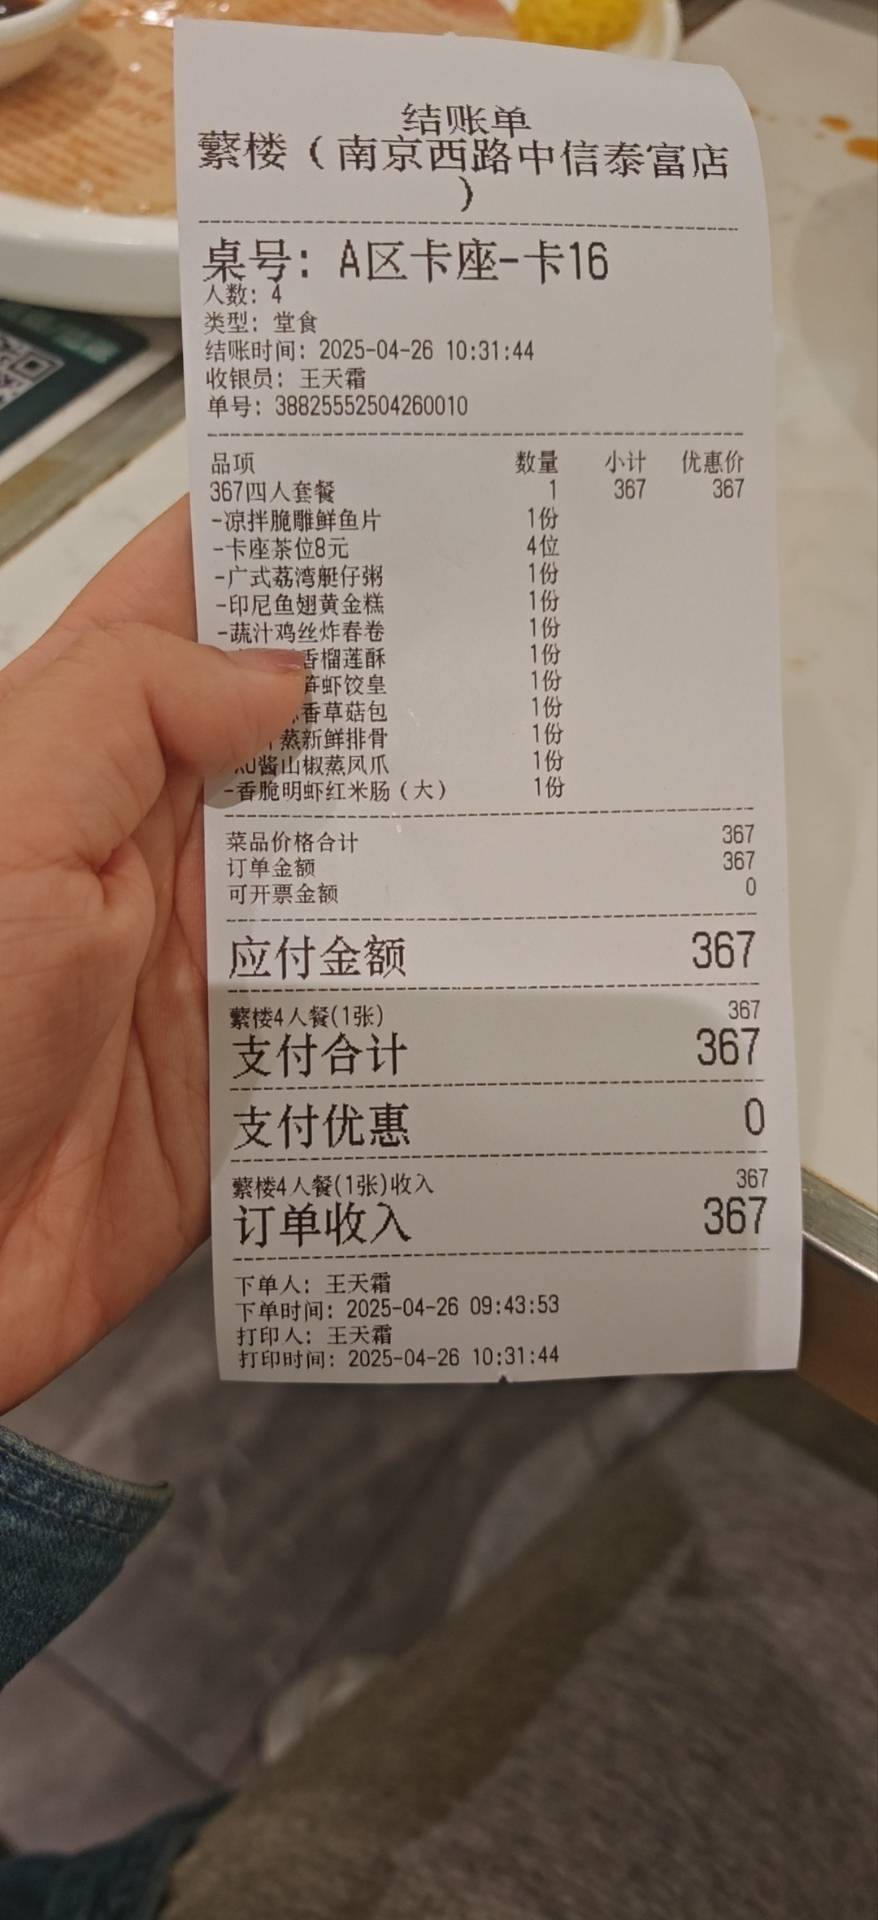 结账单
蘩楼（南京西路中信泰富店
）
桌号：A区卡座-卡16
人数：4
类型：堂食
结账时间：2025-04-26 10:31:44
收银员：王天霜
单号：38825552504260010
品项 数量 小计 优惠价
367四人套餐 1 367 367
-凉拌脆雕鲜鱼片 1份
-卡座茶位8元 4位
-广式荔湾艇仔粥 1份
-印尼鱼翅黄金糕 1份
-蔬汁鸡丝炸春卷 1份
香榴莲酥 1份
笋虾饺皇 1份
香草菇包 1份
蒸新鲜排骨 1份
XO酱山椒蒸凤爪 1份
-香脆明虾红米肠（大） 1份
菜品价格合计 367
订单金额 367
可开票金额 0
应付金额 367
蘩楼4人餐(1张) 367
支付合计 367
支付优惠 0
蘩楼4人餐(1张)收入 367
订单收入 367
下单人：王天霜
下单时间：2025-04-26 09:43:53
打印人：王天霜
打印时间：2025-04-26 10:31:44